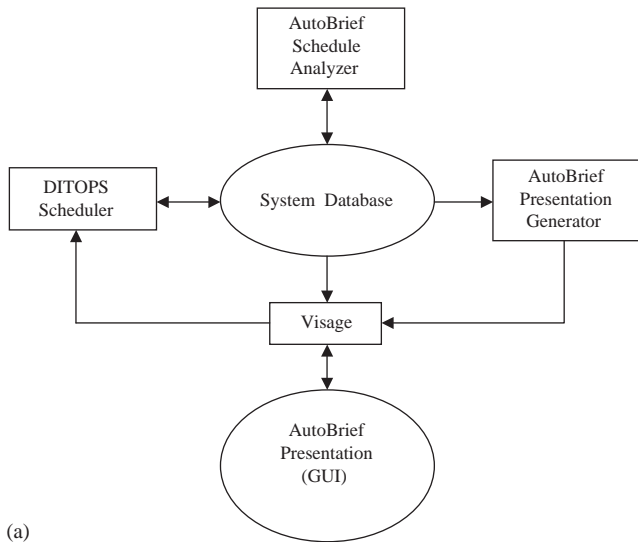 AutoBrief
Schedule
Analyzer
DITOPS
Scheduler
System Database
AutoBrief
Presentation
Generator
Visage
AutoBrief
Presentation
(GUI)
(a)